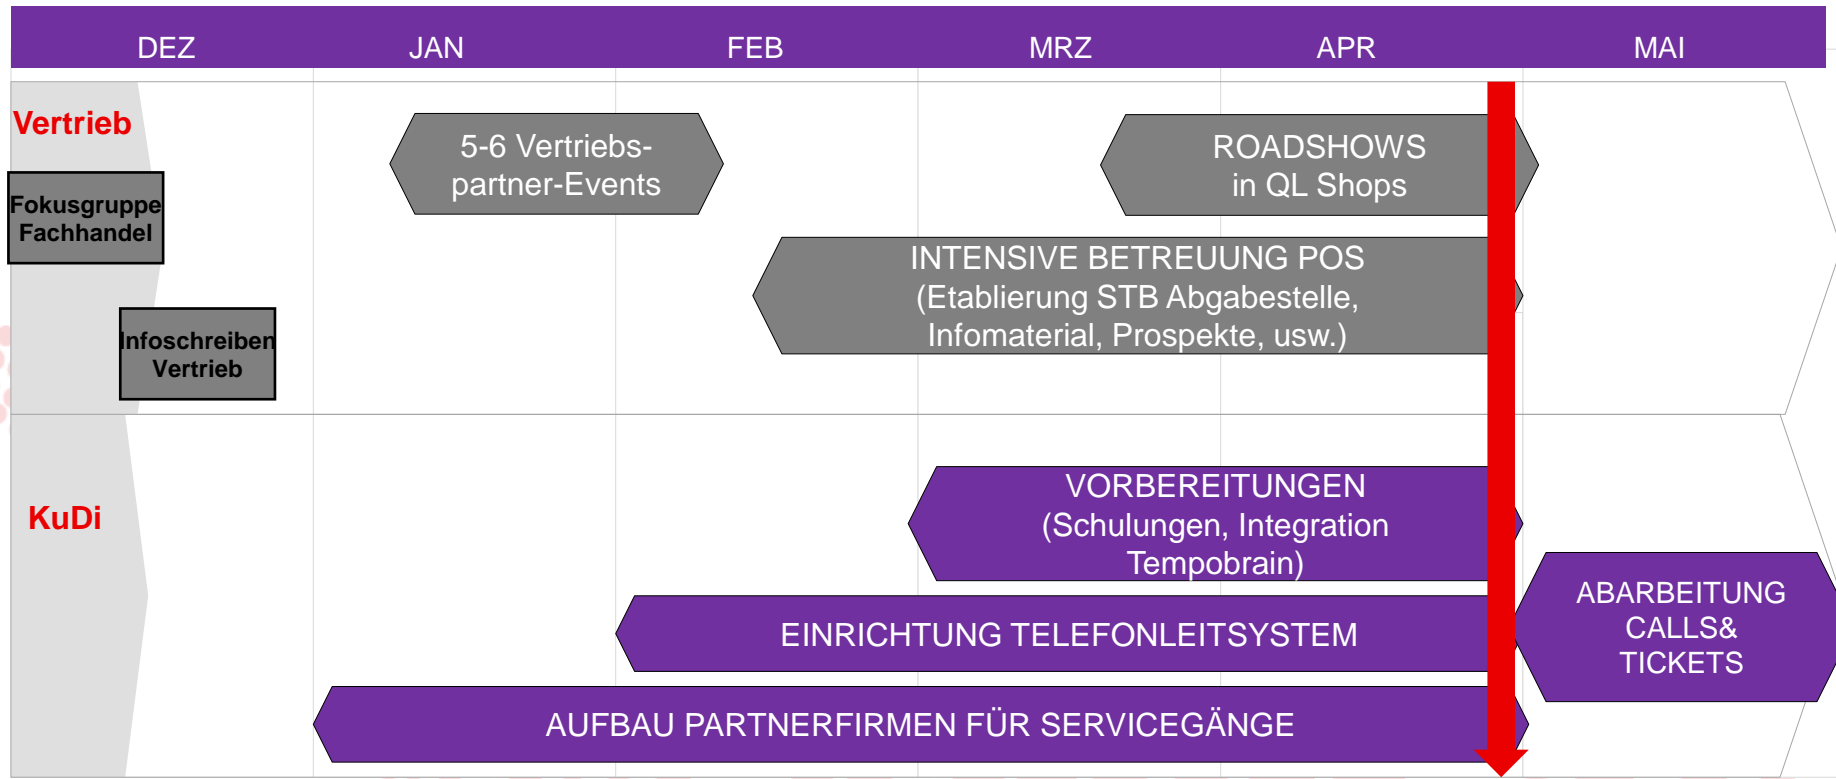 DEZ JAN FEB MRZ APR MAI
Vertrieb
Fokusgruppe
Fachhandel
Infoschreiben
Vertrieb
5-6 Vertriebs-
partner-Events
ROADSHOWS
in QL Shops
INTENSIVE BETREUUNG POS
(Etablierung STB Abgabestelle,
Infomaterial, Prospekte, usw.)
KuDi
VORBEREITUNGEN
(Schulungen, Integration
Tempobrain)
EINRICHTUNG TELEFONLEITSYSTEM
AUFBAU PARTNERFIRMEN FÜR SERVICEGÄNGE
ABARBEITUNG
CALLS&
TICKETS